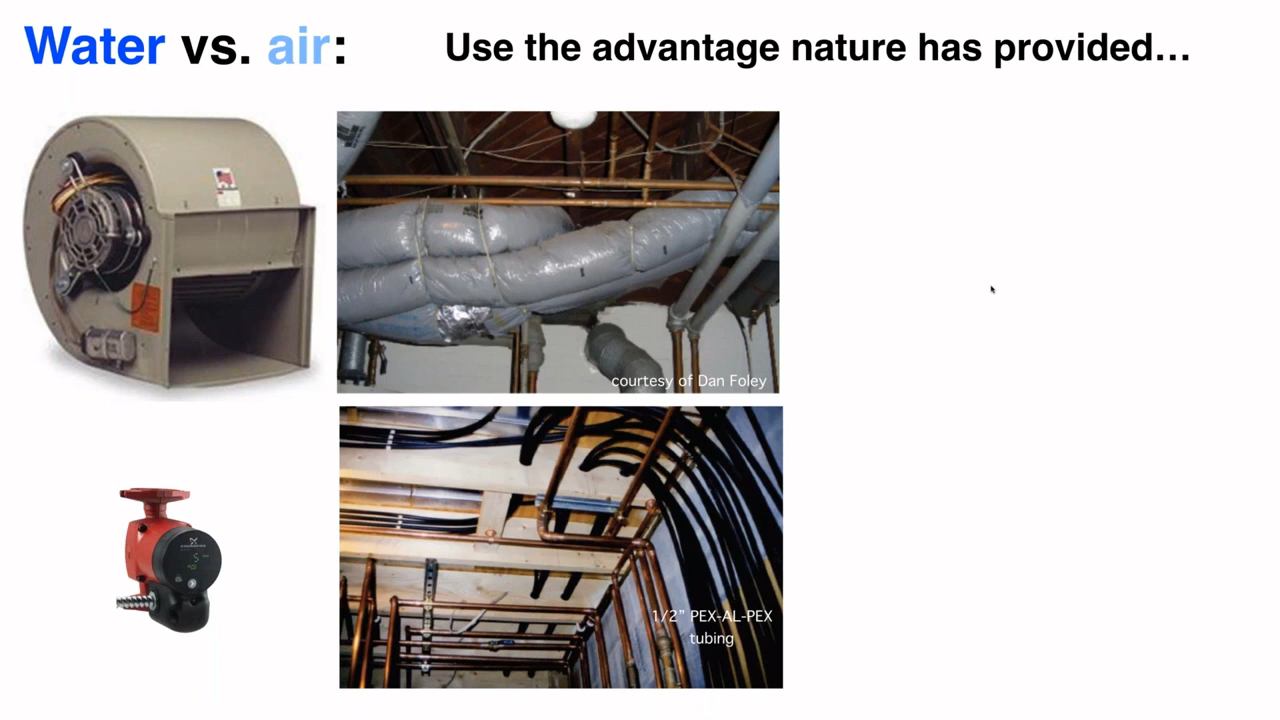 Water vs. air:
Use the advantage nature has provided…
courtesy of Dan Foley
1/2” PEX-AL-PEX
tubing